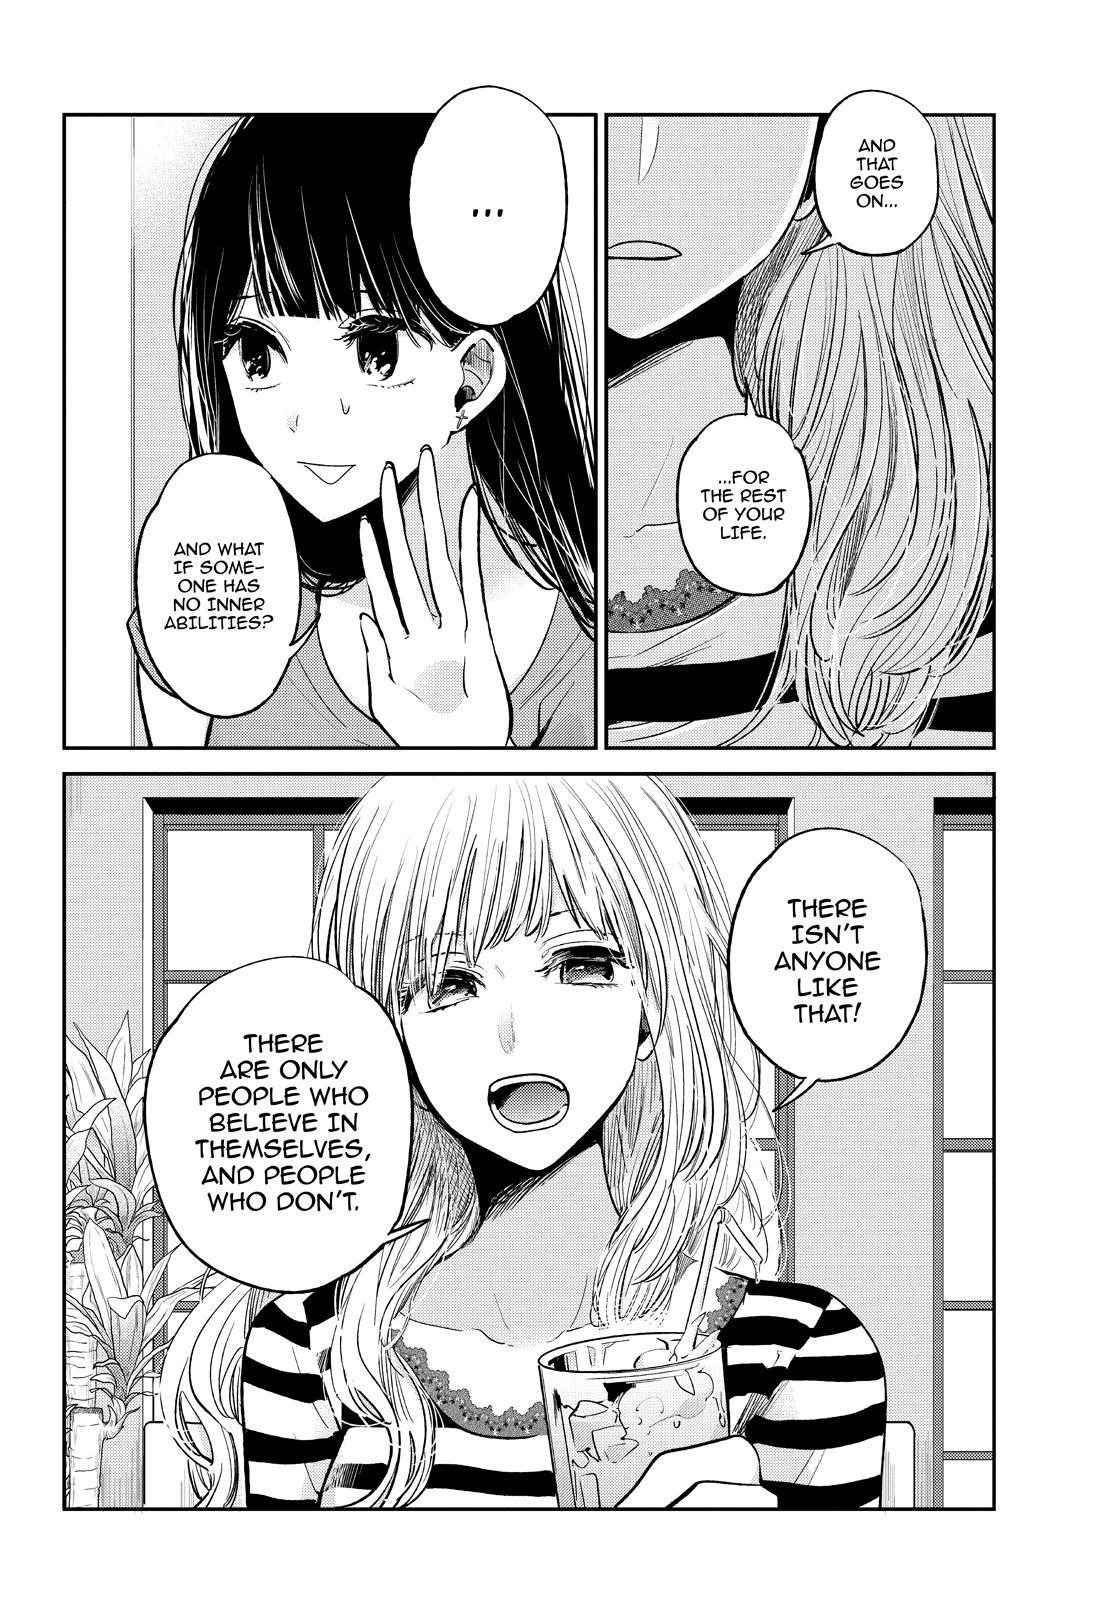 AND
THAT
GOES
ON...
...FOR
THE REST
OF YOUR
LIFE.
...
AND WHAT
IF SOME-
ONE HAS
NO INNER
ABILITIES?
THERE
ISN'T
ANYONE
LIKE
THAT!
THERE
ARE ONLY
PEOPLE WHO
BELIEVE IN
THEMSELVES,
AND PEOPLE
WHO DON'T.